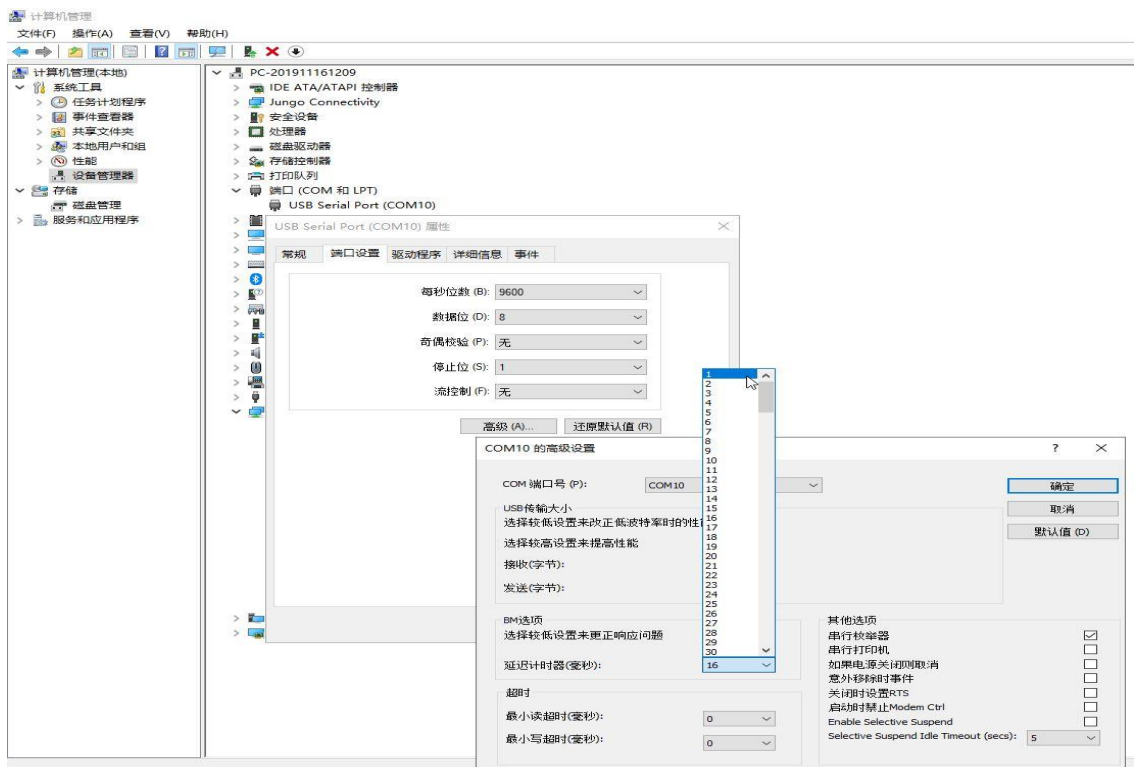 计算机管理
文件(F) 操作(A) 查看(V) 帮助(H)
计算机管理(本地)
系统工具
任务计划程序
事件查看器
共享文件夹
本地用户和组
性能
设备管理器
存储
磁盘管理
服务和应用程序
PC-201911161209
IDE ATA/ATAPI 控制器
Jungo Connectivity
安全设备
处理器
磁盘驱动器
存储控制器
打印队列
端口 (COM 和 LPT)
USB Serial Port (COM10)
USB Serial Port (COM10) 属性
常规 端口设置 驱动程序 详细信息 事件
每秒位数 (B): 9600
数据位 (D): 8
奇偶校验 (P): 无
停止位 (S): 1
流控制 (F): 无
高级 (A)... 还原默认值 (R)
COM10 的高级设置 ?
COM 端口号 (P): COM10
确定
取消
默认值 (D)
USB传输大小
选择较低设置来改正低波特率时的性
选择较高设置来提高性能
接收(字节):
发送(字节):
1
2
3
4
5
6
7
8
9
10
11
12
13
14
15
16
17
18
19
20
21
22
23
24
25
26
27
28
29
30
BM选项
选择较低设置来更正响应问题
延迟计时器(毫秒): 16
超时
最小读超时(毫秒): 0
最小写超时(毫秒): 0
其他选项
串行枚举器
串行打印机
如果电源关闭则取消
意外移除时事件
关闭时设置RTS
启动时禁止Modem Ctrl
Enable Selective Suspend
Selective Suspend Idle Timeout (secs): 5